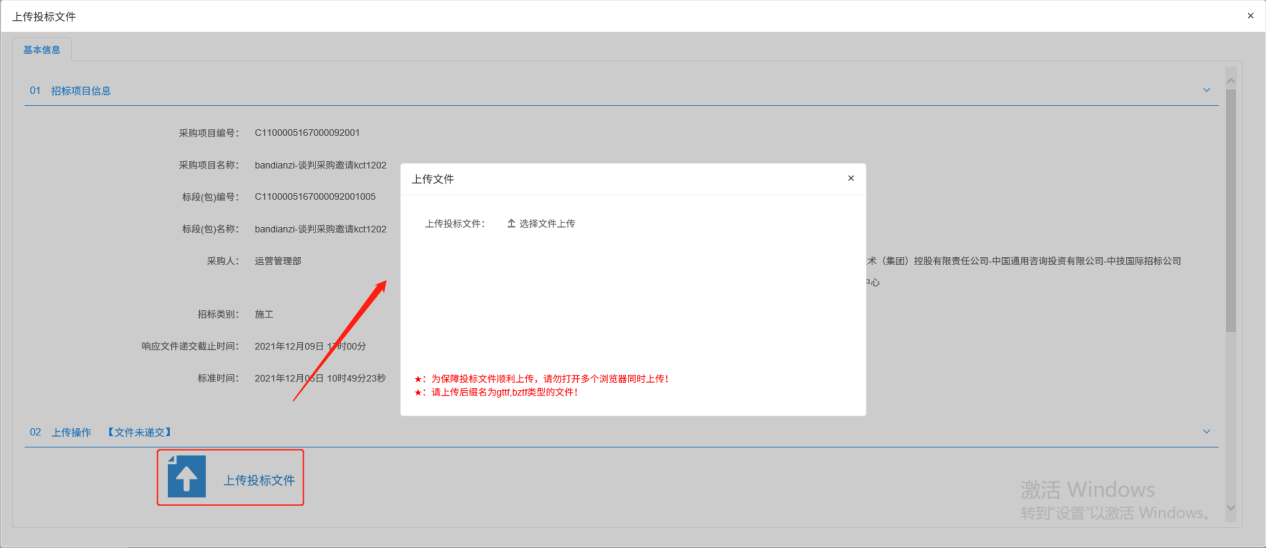 上传投标文件
×
基本信息
01 招标项目信息
采购项目编号: C1100005167000092001
采购项目名称: bandianzi-谈判采购邀请kct1202
标段(包)编号: C1100005167000092001005
标段(包)名称: bandianzi-谈判采购邀请kct1202
采购人: 运营管理部
术（集团）控股有限责任公司-中国通用咨询投资有限公司-中技国际招标公司
中心
招标类别: 施工
响应文件递交截止时间: 2021年12月09日 17时00分
标准时间: 2021年12月06日 10时49分23秒
上传文件
×
上传投标文件: 选择文件上传
★: 为保障投标文件顺利上传，请勿打开多个浏览器同时上传!
★: 请上传后缀名为gttf,bztf类型的文件!
02 上传操作 【文件未递交】
上传投标文件
激活 Windows
转到"设置"以激活 Windows。